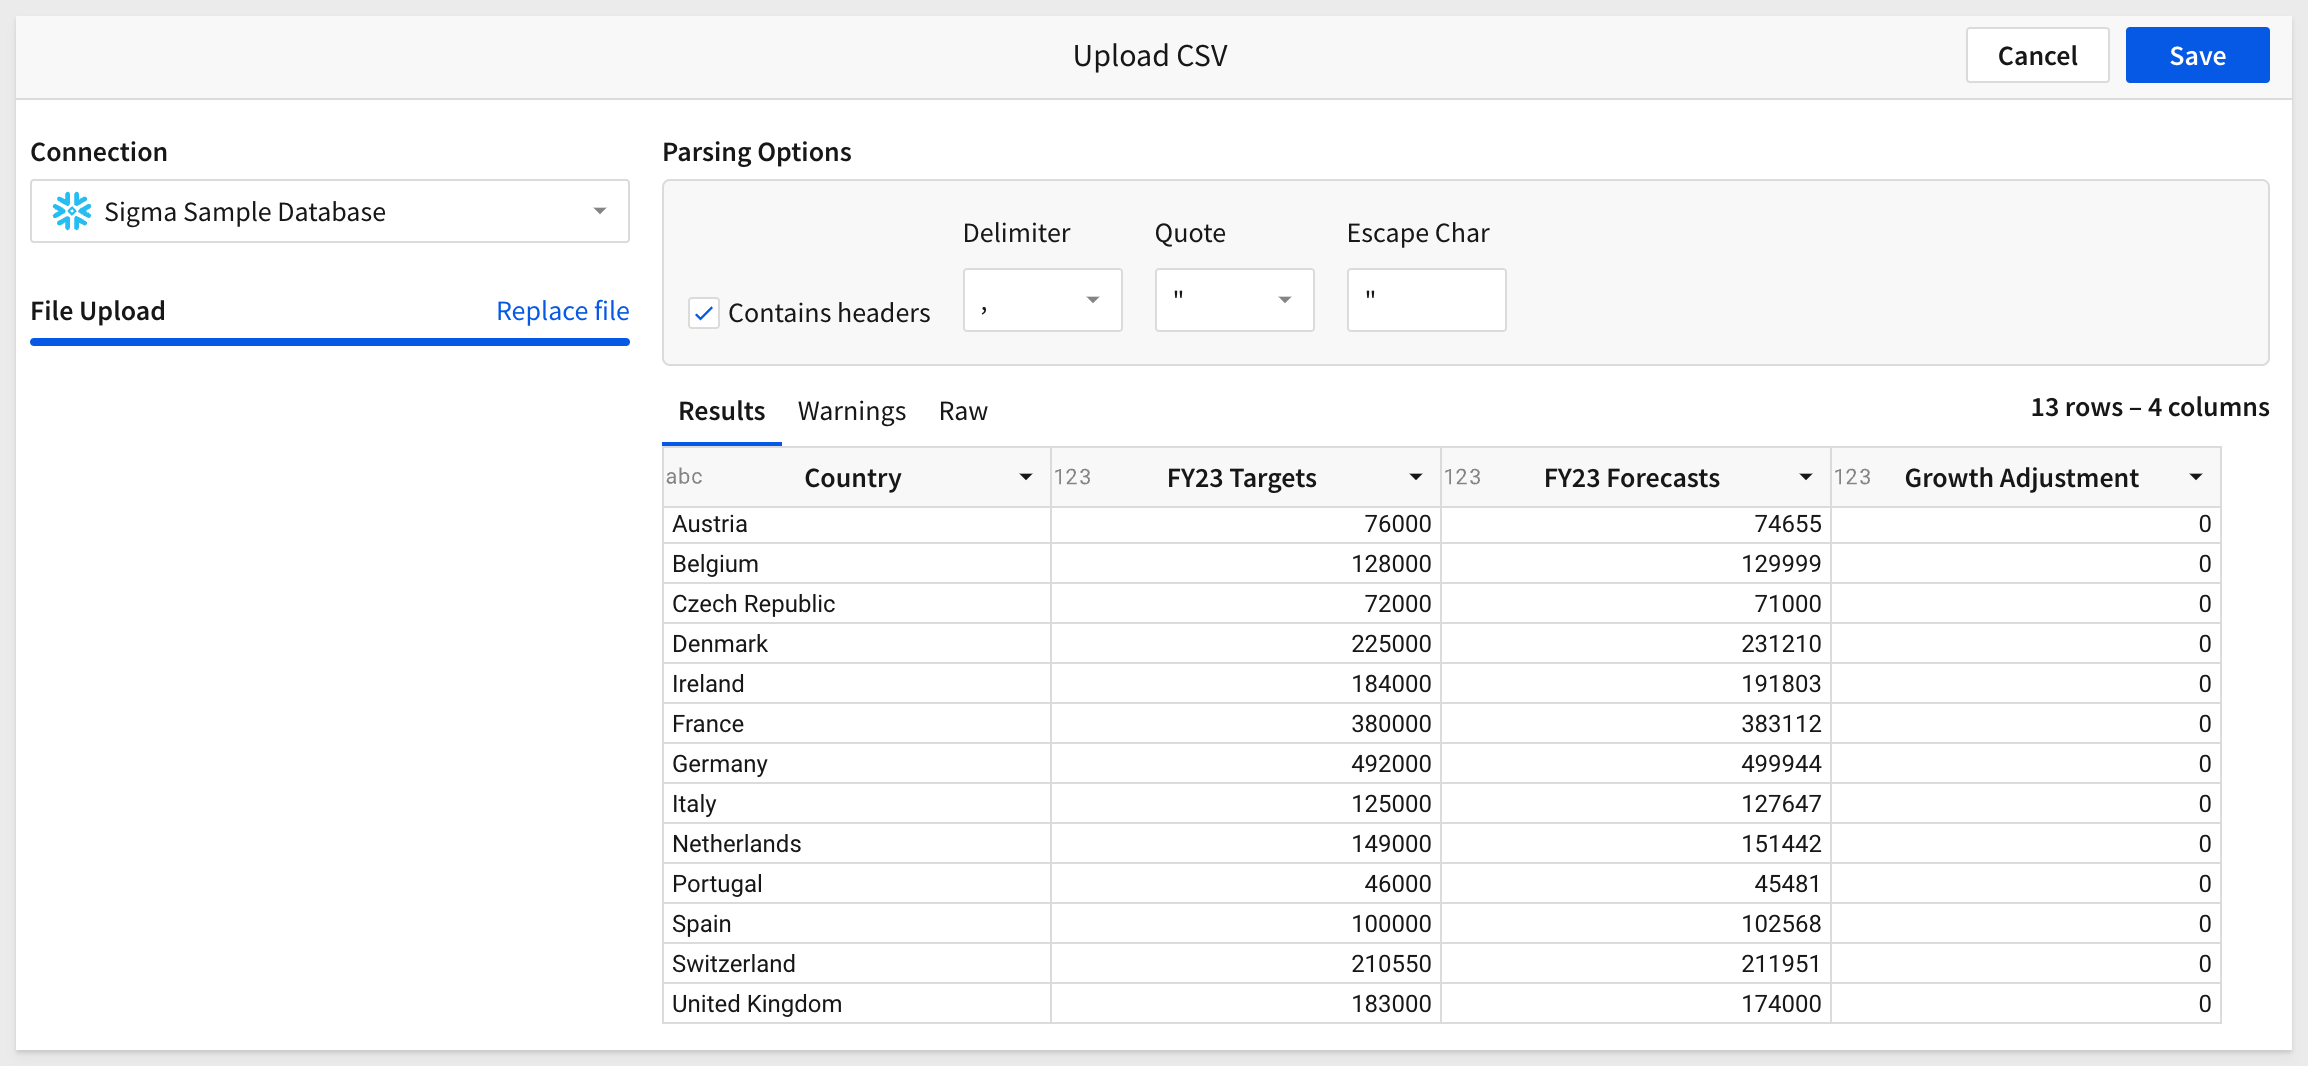 Upload CSV
Cancel
Save
Connection
Sigma Sample Database
File Upload
Replace file
Parsing Options
Contains headers
Delimiter
,
Quote
"
Escape Char
"
Results Warnings Raw
13 rows – 4 columns
abc Country 123 FY23 Targets 123 FY23 Forecasts 123 Growth Adjustment
Austria 76000 74655 0
Belgium 128000 129999 0
Czech Republic 72000 71000 0
Denmark 225000 231210 0
Ireland 184000 191803 0
France 380000 383112 0
Germany 492000 499944 0
Italy 125000 127647 0
Netherlands 149000 151442 0
Portugal 46000 45481 0
Spain 100000 102568 0
Switzerland 210550 211951 0
United Kingdom 183000 174000 0